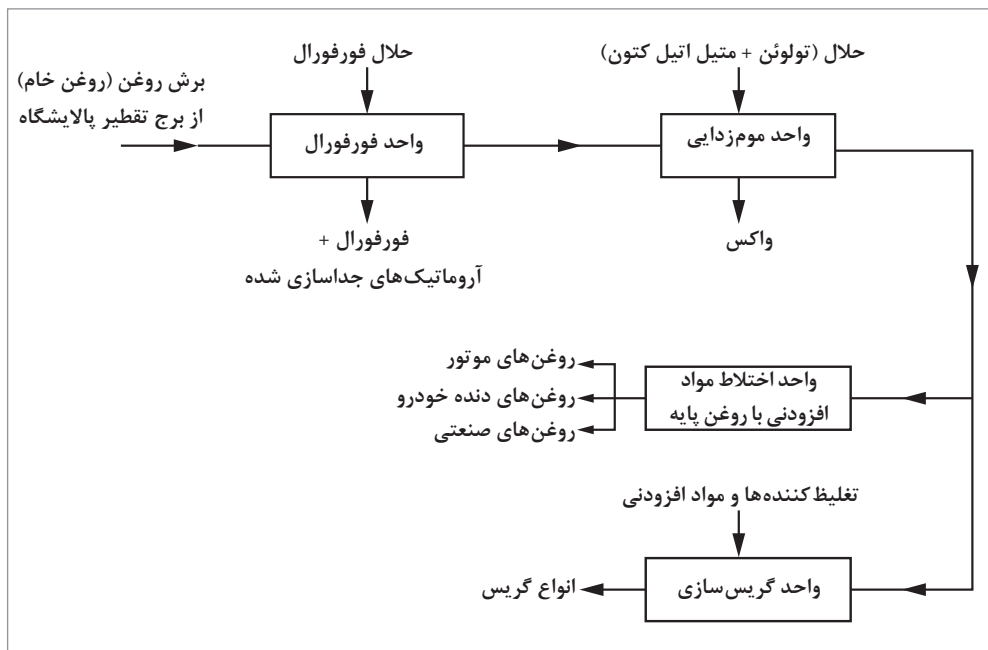 حلال فورفورال
حلال (تولوئن + متیل اتیل کتون)
برش روغن (روغن خام)
از برج تقطیر پالایشگاه
واحد فورفورال
واحد موم‌زدایی
فورفورال +
آروماتیک‌های جداسازی شده
واکس
روغن‌های موتور
روغن‌های دنده خودرو
روغن‌های صنعتی
واحد اختلاط مواد
افزودنی با روغن پایه
تغلیظ کننده‌ها و مواد افزودنی
واحد گریس‌سازی
انواع گریس